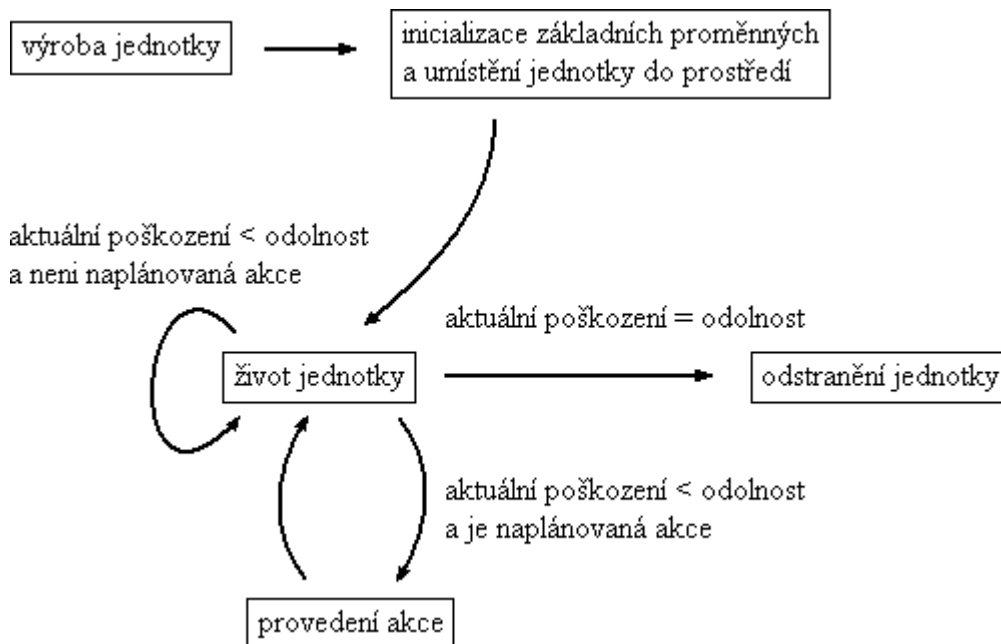 výroba jednotky
inicializace základních proměnných
a umístění jednotky do prostředí
aktuální poškození < odolnost
a neni naplánovaná akce
aktuální poškození = odolnost
život jednotky
odstranění jednotky
aktuální poškození < odolnost
a je naplánovaná akce
provedení akce